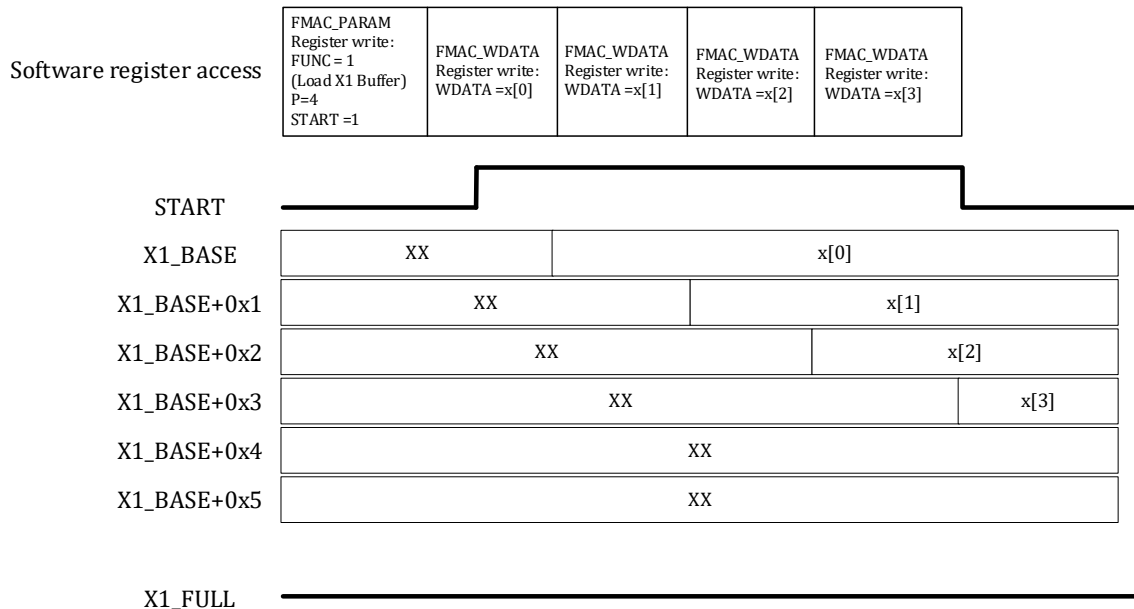 Software register access
FMAC_PARAM
Register write:
FUNC = 1
(Load X1 Buffer)
P=4
START =1
FMAC_WDATA
Register write:
WDATA =x[0]
FMAC_WDATA
Register write:
WDATA =x[1]
FMAC_WDATA
Register write:
WDATA =x[2]
FMAC_WDATA
Register write:
WDATA =x[3]
START
X1_BASE
XX
x[0]
X1_BASE+0x1
XX
x[1]
X1_BASE+0x2
XX
x[2]
X1_BASE+0x3
XX
x[3]
X1_BASE+0x4
XX
X1_BASE+0x5
XX
X1_FULL